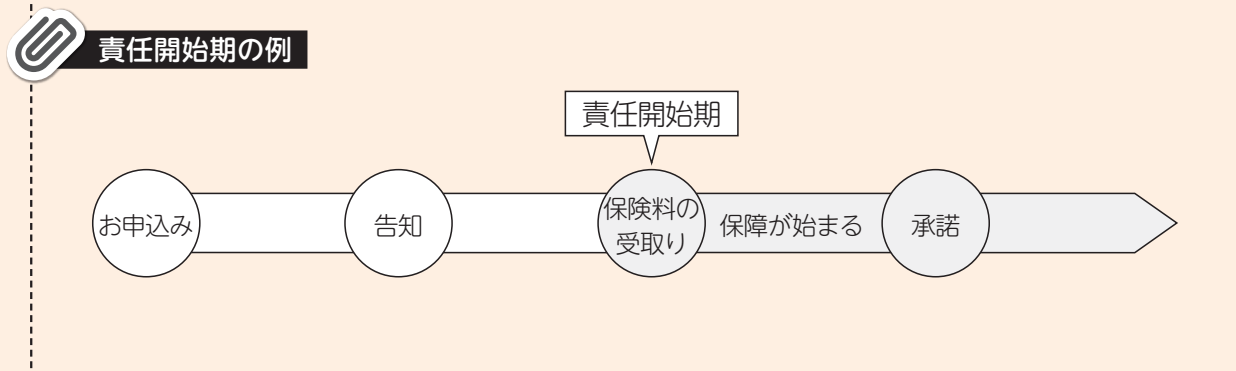 責任開始期の例
責任開始期
お申込み
告知
保険料の
受取り
保障が始まる
承諾